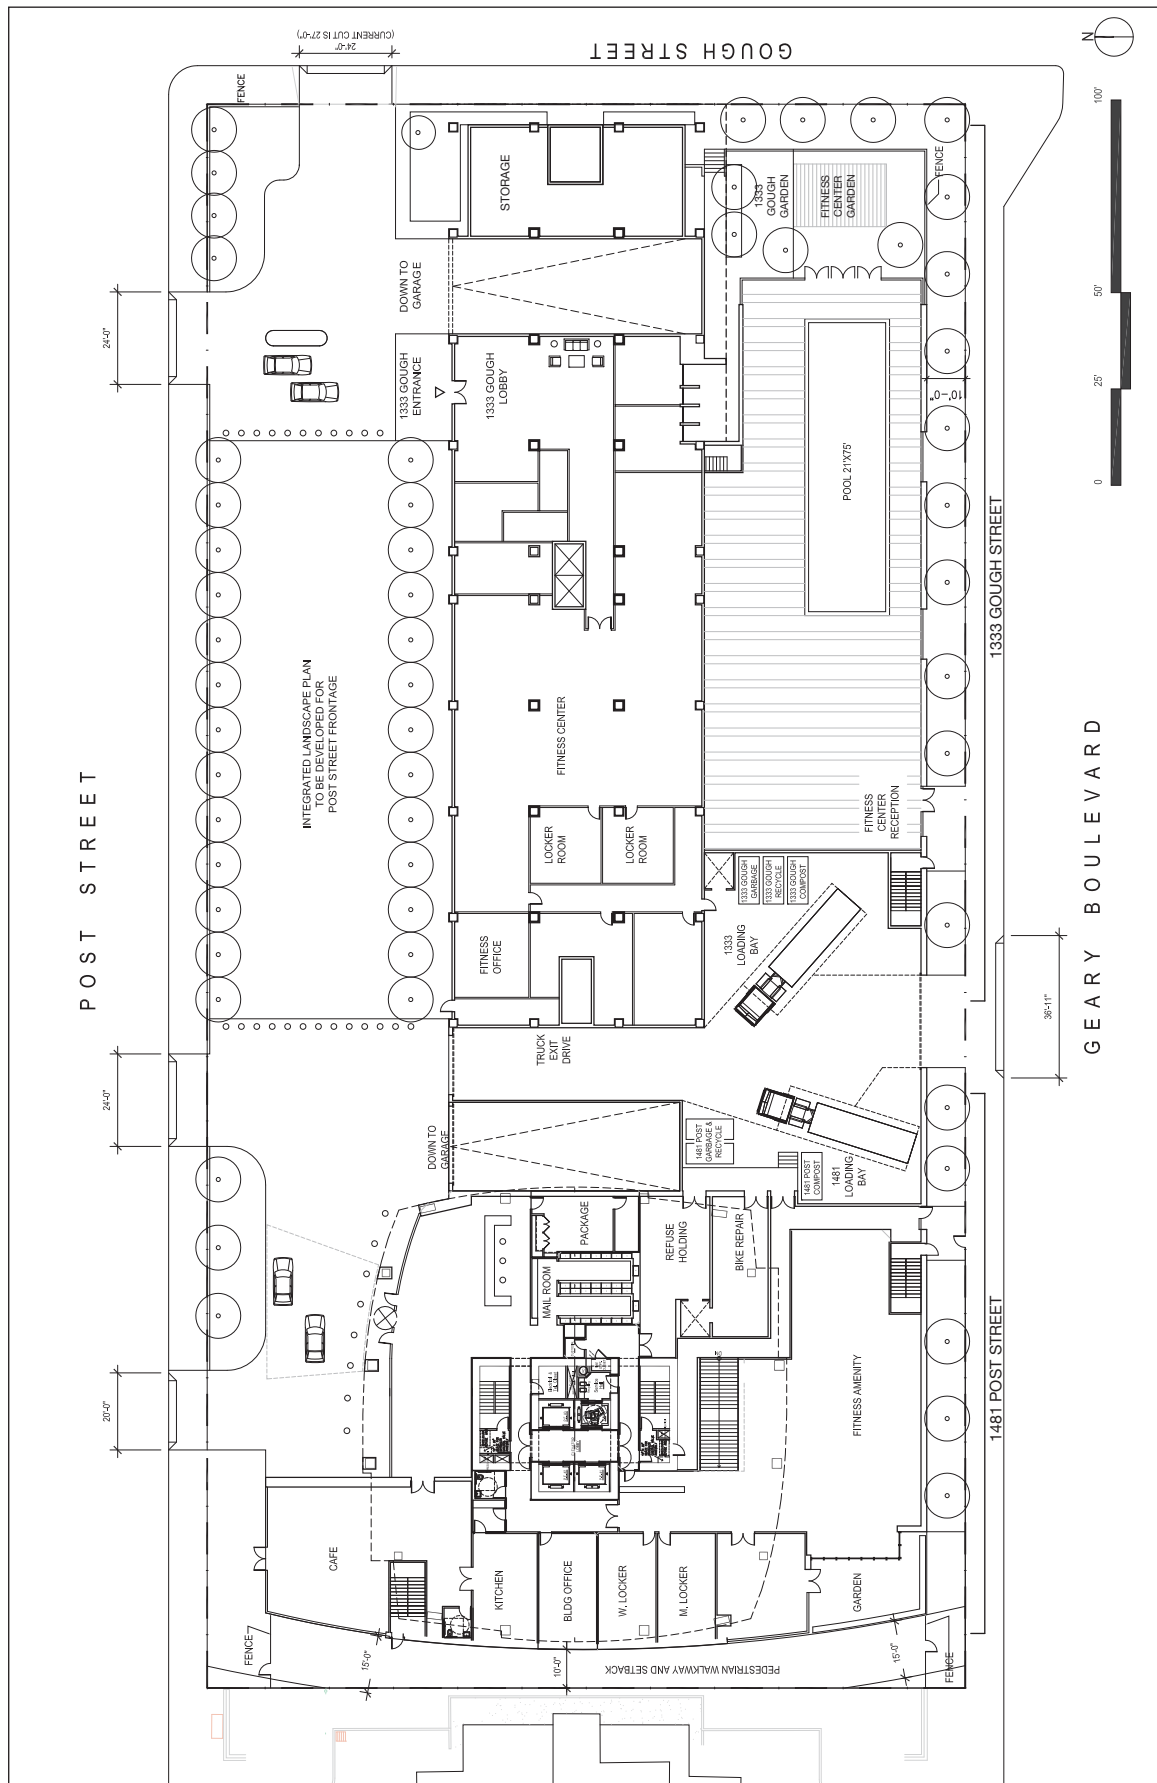 GOUGH STREET
24'-0"
(CURRENT CUT IS 27'-0")
FENCE
N
STORAGE
1333
GOUGH
GARDEN
FITNESS
CENTER
GARDEN
FENCE
100'
50'
25'
0
24'-0"
DOWN TO
GARAGE
1333 GOUGH
ENTRANCE
1333 GOUGH
LOBBY
10'-0"
POOL 21'X75'
1333 GOUGH STREET
POST STREET
INTEGRATED LANDSCAPE PLAN
TO BE DEVELOPED FOR
POST STREET FRONTAGE
FITNESS CENTER
FITNESS
CENTER
RECEPTION
GEARY BOULEVARD
LOCKER
ROOM
LOCKER
ROOM
1333 GOUGH
GARBAGE
1333 GOUGH
RECYCLE
1333 GOUGH
COMPOST
FITNESS
OFFICE
1333
LOADING
BAY
36'-11"
24'-0"
TRUCK
EXIT
DRIVE
DOWN TO
GARAGE
1481 POST
GARBAGE &
RECYCLE
1481 POST
COMPOST
1481
LOADING
BAY
PACKAGE
REFUSE
HOLDING
BIKE REPAIR
MAIL ROOM
20'-0"
FITNESS AMENITY
1481 POST STREET
CAFE
KITCHEN
BLDG OFFICE
W. LOCKER
M. LOCKER
GARDEN
FENCE
15'-0"
10'-0"
PEDESTRIAN WALKWAY AND SETBACK
15'-0"
FENCE